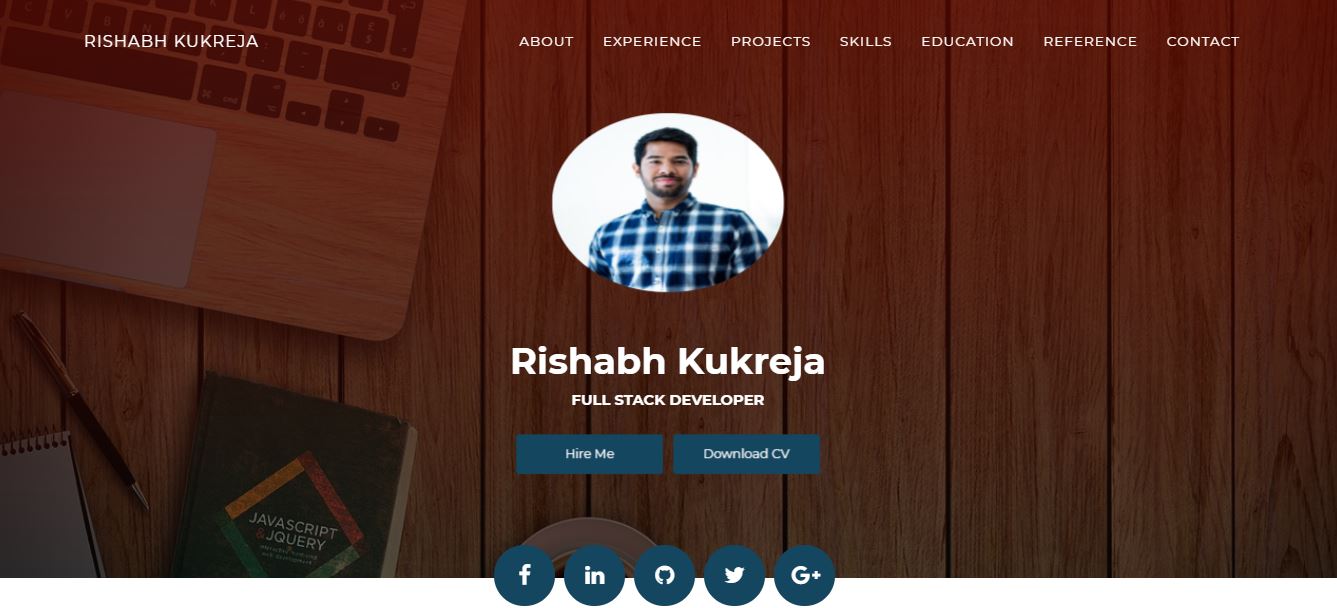 RISHABH KUKREJA
ABOUT EXPERIENCE PROJECTS SKILLS EDUCATION REFERENCE CONTACT
Rishabh Kukreja
FULL STACK DEVELOPER
Hire Me Download CV
JAVASCRIPT
& JQUERY